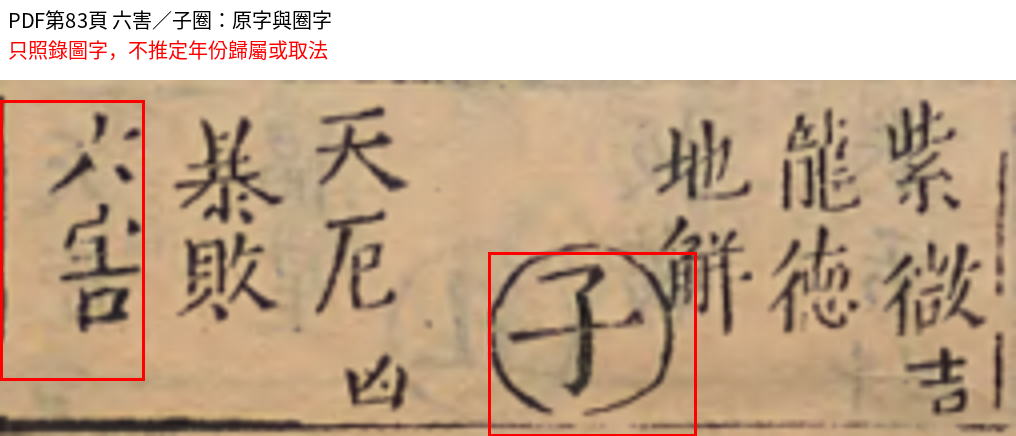 PDF第83頁 六害／子圈：原字與圈字
只照錄圖字，不推定年份歸屬或取法
紫微吉
龍德
地解
子
天厄凶
暴敗
六害